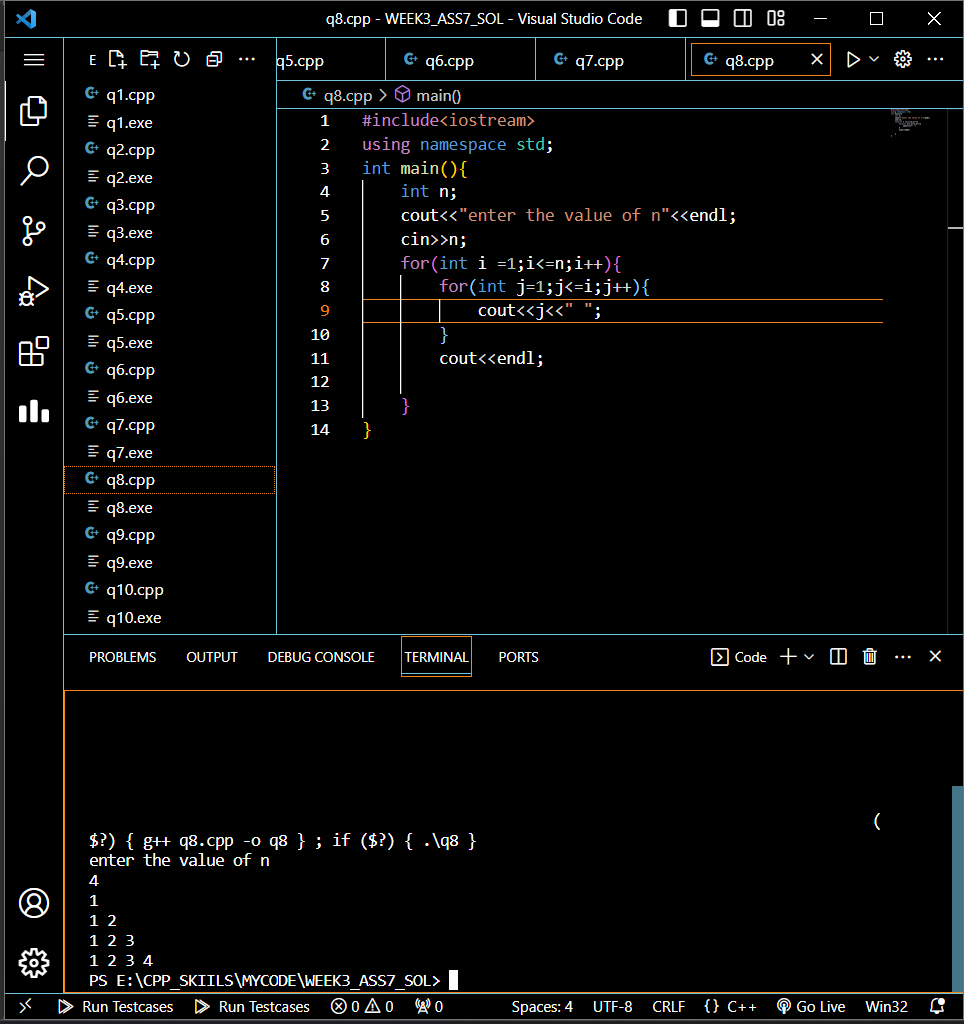 q8.cpp - WEEK3_ASS7_SOL - Visual Studio Code
E
q5.cpp q6.cpp q7.cpp q8.cpp
q8.cpp > main()
q1.cpp
q1.exe
q2.cpp
q2.exe
q3.cpp
q3.exe
q4.cpp
q4.exe
q5.cpp
q5.exe
q6.cpp
q6.exe
q7.cpp
q7.exe
q8.cpp
q8.exe
q9.cpp
q9.exe
q10.cpp
q10.exe
1 #include<iostream>
2 using namespace std;
3 int main(){
4 int n;
5 cout<<"enter the value of n"<<endl;
6 cin>>n;
7 for(int i =1;i<=n;i++){
8 for(int j=1;j<=i;j++){
9 cout<<j<<" ";
10 }
11 cout<<endl;
12
13 }
14 }
PROBLEMS OUTPUT DEBUG CONSOLE TERMINAL PORTS Code
(
$?) { g++ q8.cpp -o q8 } ; if ($?) { .\q8 }
enter the value of n
4
1
1 2
1 2 3
1 2 3 4
PS E:\CPP_SKIILS\MYCODE\WEEK3_ASS7_SOL>
Run Testcases Run Testcases 0 0 0 Spaces: 4 UTF-8 CRLF {} C++ Go Live Win32